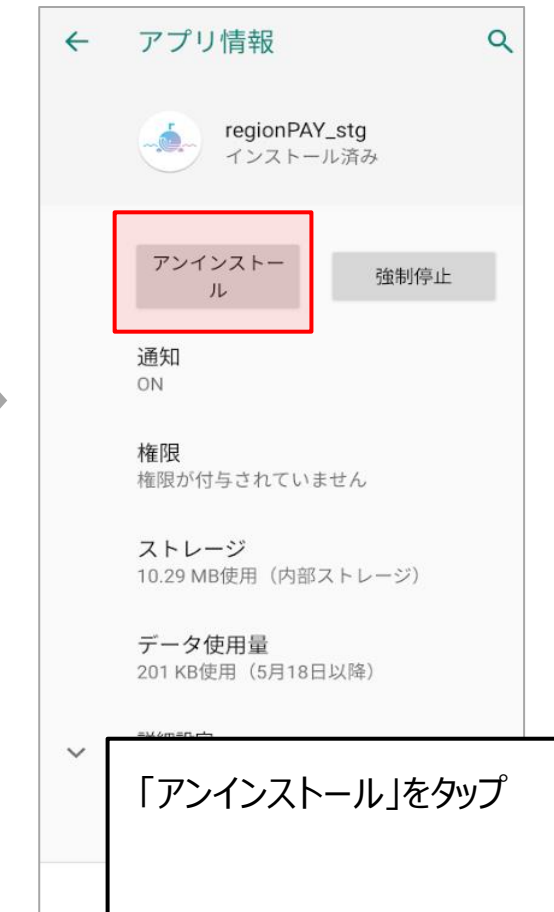 アプリ情報
regionPAY_stg
インストール済み
アンインストー
ル
強制停止
通知
ON
権限
権限が付与されていません
ストレージ
10.29 MB使用（内部ストレージ）
データ使用量
201 KB使用（5月18日以降）
詳細設定
「アンインストール」をタップ